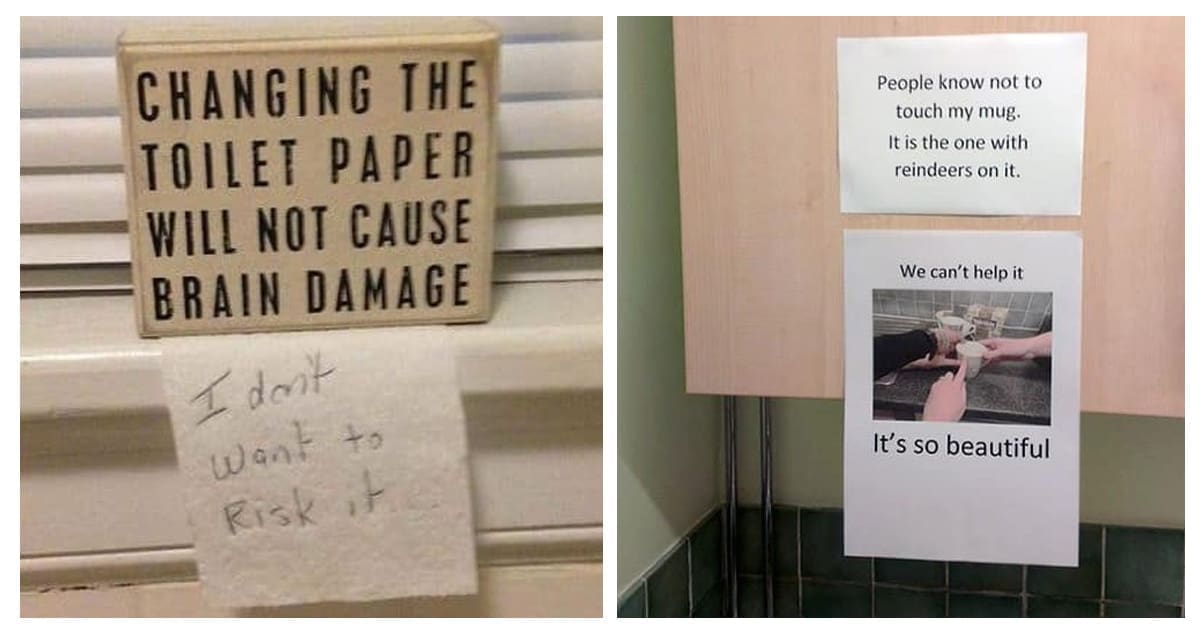 CHANGING THE
TOILET PAPER
WILL NOT CAUSE
BRAIN DAMAGE
I don't
want to
Risk it...
People know not to
touch my mug.
It is the one with
reindeers on it.
We can't help it
It's so beautiful